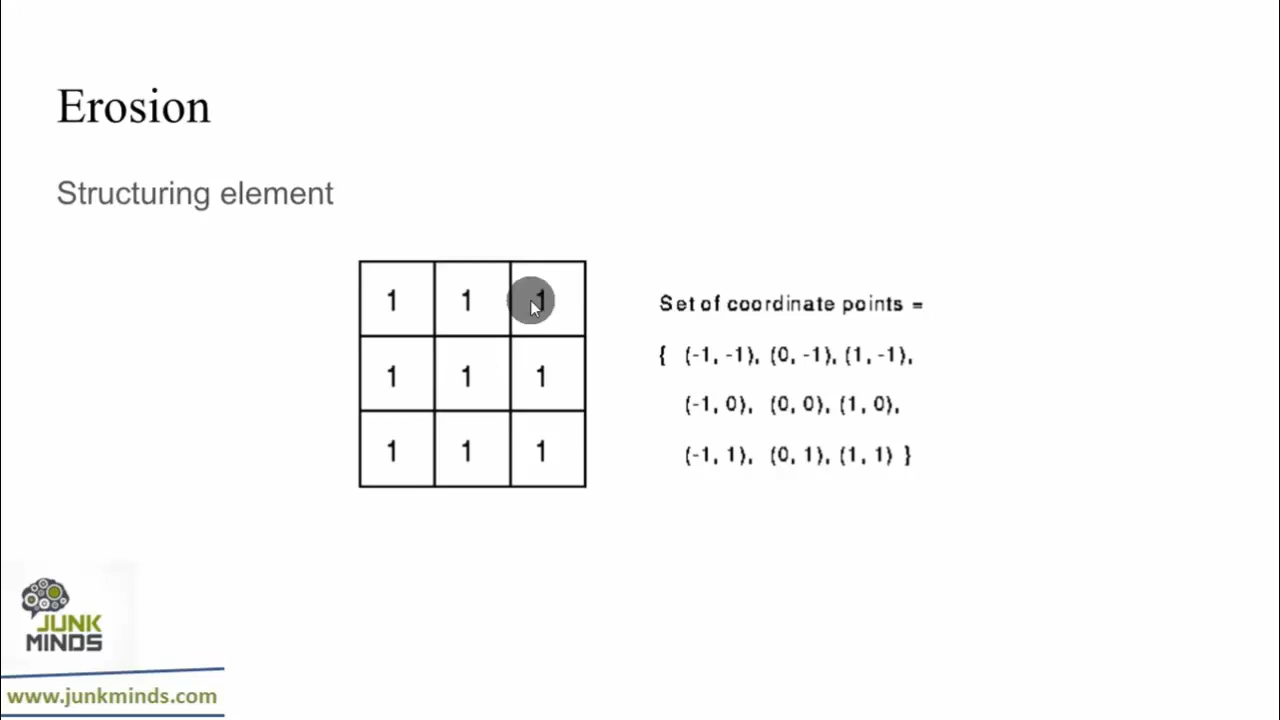 Erosion
Structuring element
1 1 1
1 1 1
1 1 1
Set of coordinate points =
{ (-1, -1), (0, -1), (1, -1),
(-1, 0), (0, 0), (1, 0),
(-1, 1), (0, 1), (1, 1) }
JUNK
MINDS
www.junkminds.com